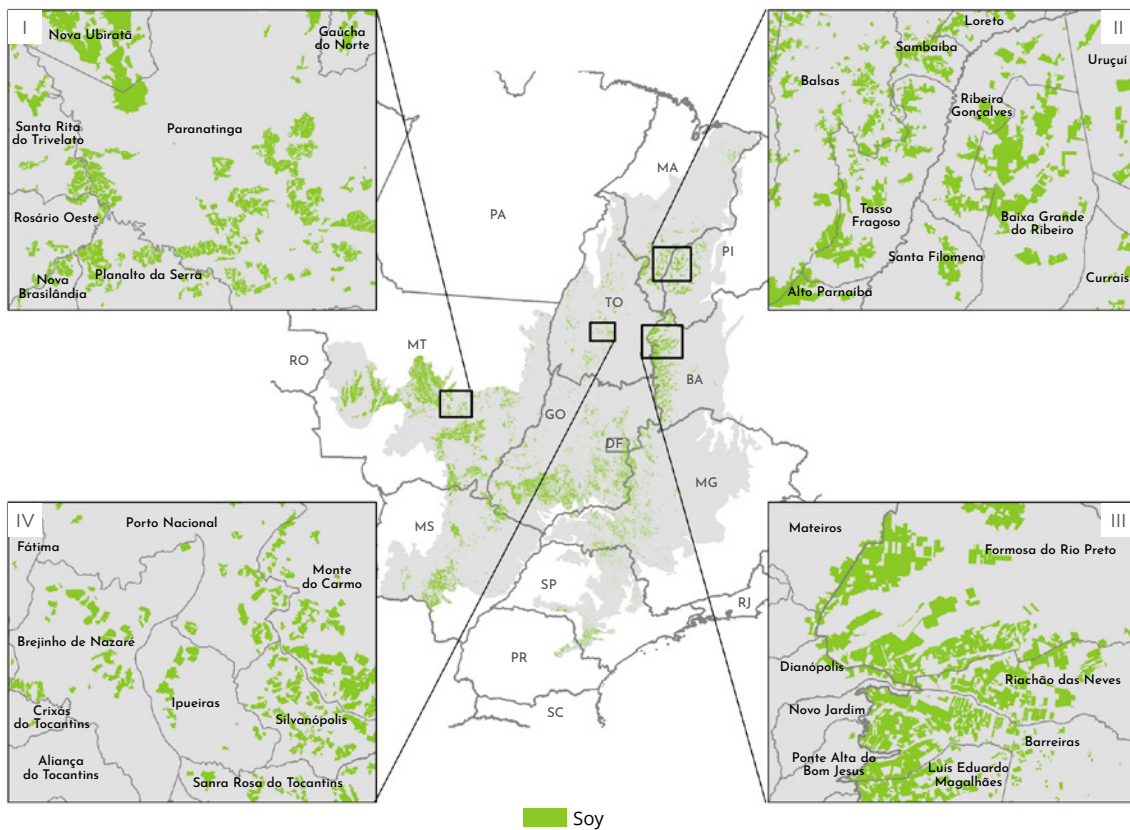 I
Nova Ubiratã
Gaúcha
do Norte
Santa Rita
do Trivelato
Paranatinga
Rosário Oeste
Nova
Brasilândia
Planalto da Serra
II
Loreto
Sambaíba
Uruçuí
Balsas
Ribeiro
Gonçalves
Tasso
Fragoso
Baixa Grande
do Ribeiro
Santa Filomena
Currais
Alto Parnaíba
MA
PA
PI
TO
RO
MT
BA
GO
DF
MG
MS
SP
RJ
PR
SC
IV
Porto Nacional
Fátima
Monte
do Carmo
Brejinho de Nazaré
Ipueiras
Crixás
do Tocantins
Silvanópolis
Aliança
do Tocantins
Sanra Rosa do Tocantins
III
Mateiros
Formosa do Rio Preto
Dianópolis
Riachão das Neves
Novo Jardim
Barreiras
Ponte Alta do
Bom Jesus
Luís Eduardo
Magalhães
Soy